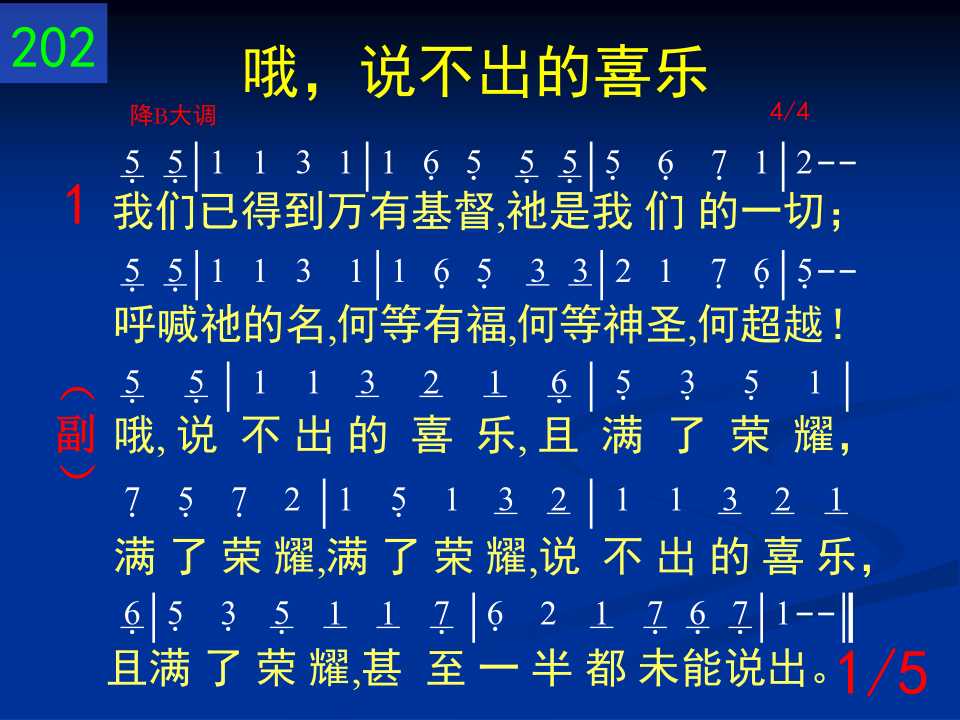 202
哦，说不出的喜乐
降B大调 4/4
5̣ 5̣|1 1 3 1|1 6̣ 5̣ 5̣ 5̣|5̣ 6̣ 7̣ 1|2--
1 我们已得到万有基督,祂是我 们 的一切;
5̣ 5̣|1 1 3 1|1 6̣ 5̣ 3 3|2 1 7̣ 6̣|5̣--
呼喊祂的名,何等有福,何等神圣,何超越!
5̣ 5̣|1 1 3 2 1 6̣|5̣ 3̣ 5̣ 1|
（副） 哦, 说 不 出 的 喜 乐, 且 满 了 荣 耀，
7̣ 5̣ 7̣ 2|1 5̣ 1 3 2|1 1 3 2 1
满 了 荣 耀,满 了 荣 耀,说 不 出 的 喜 乐，
6̣|5̣ 3̣ 5̣ 1 1 7̣|6̣ 2 1 7̣ 6̣ 7̣|1--‖
且满 了 荣 耀,甚 至 一 半 都 未能说出。
1/5